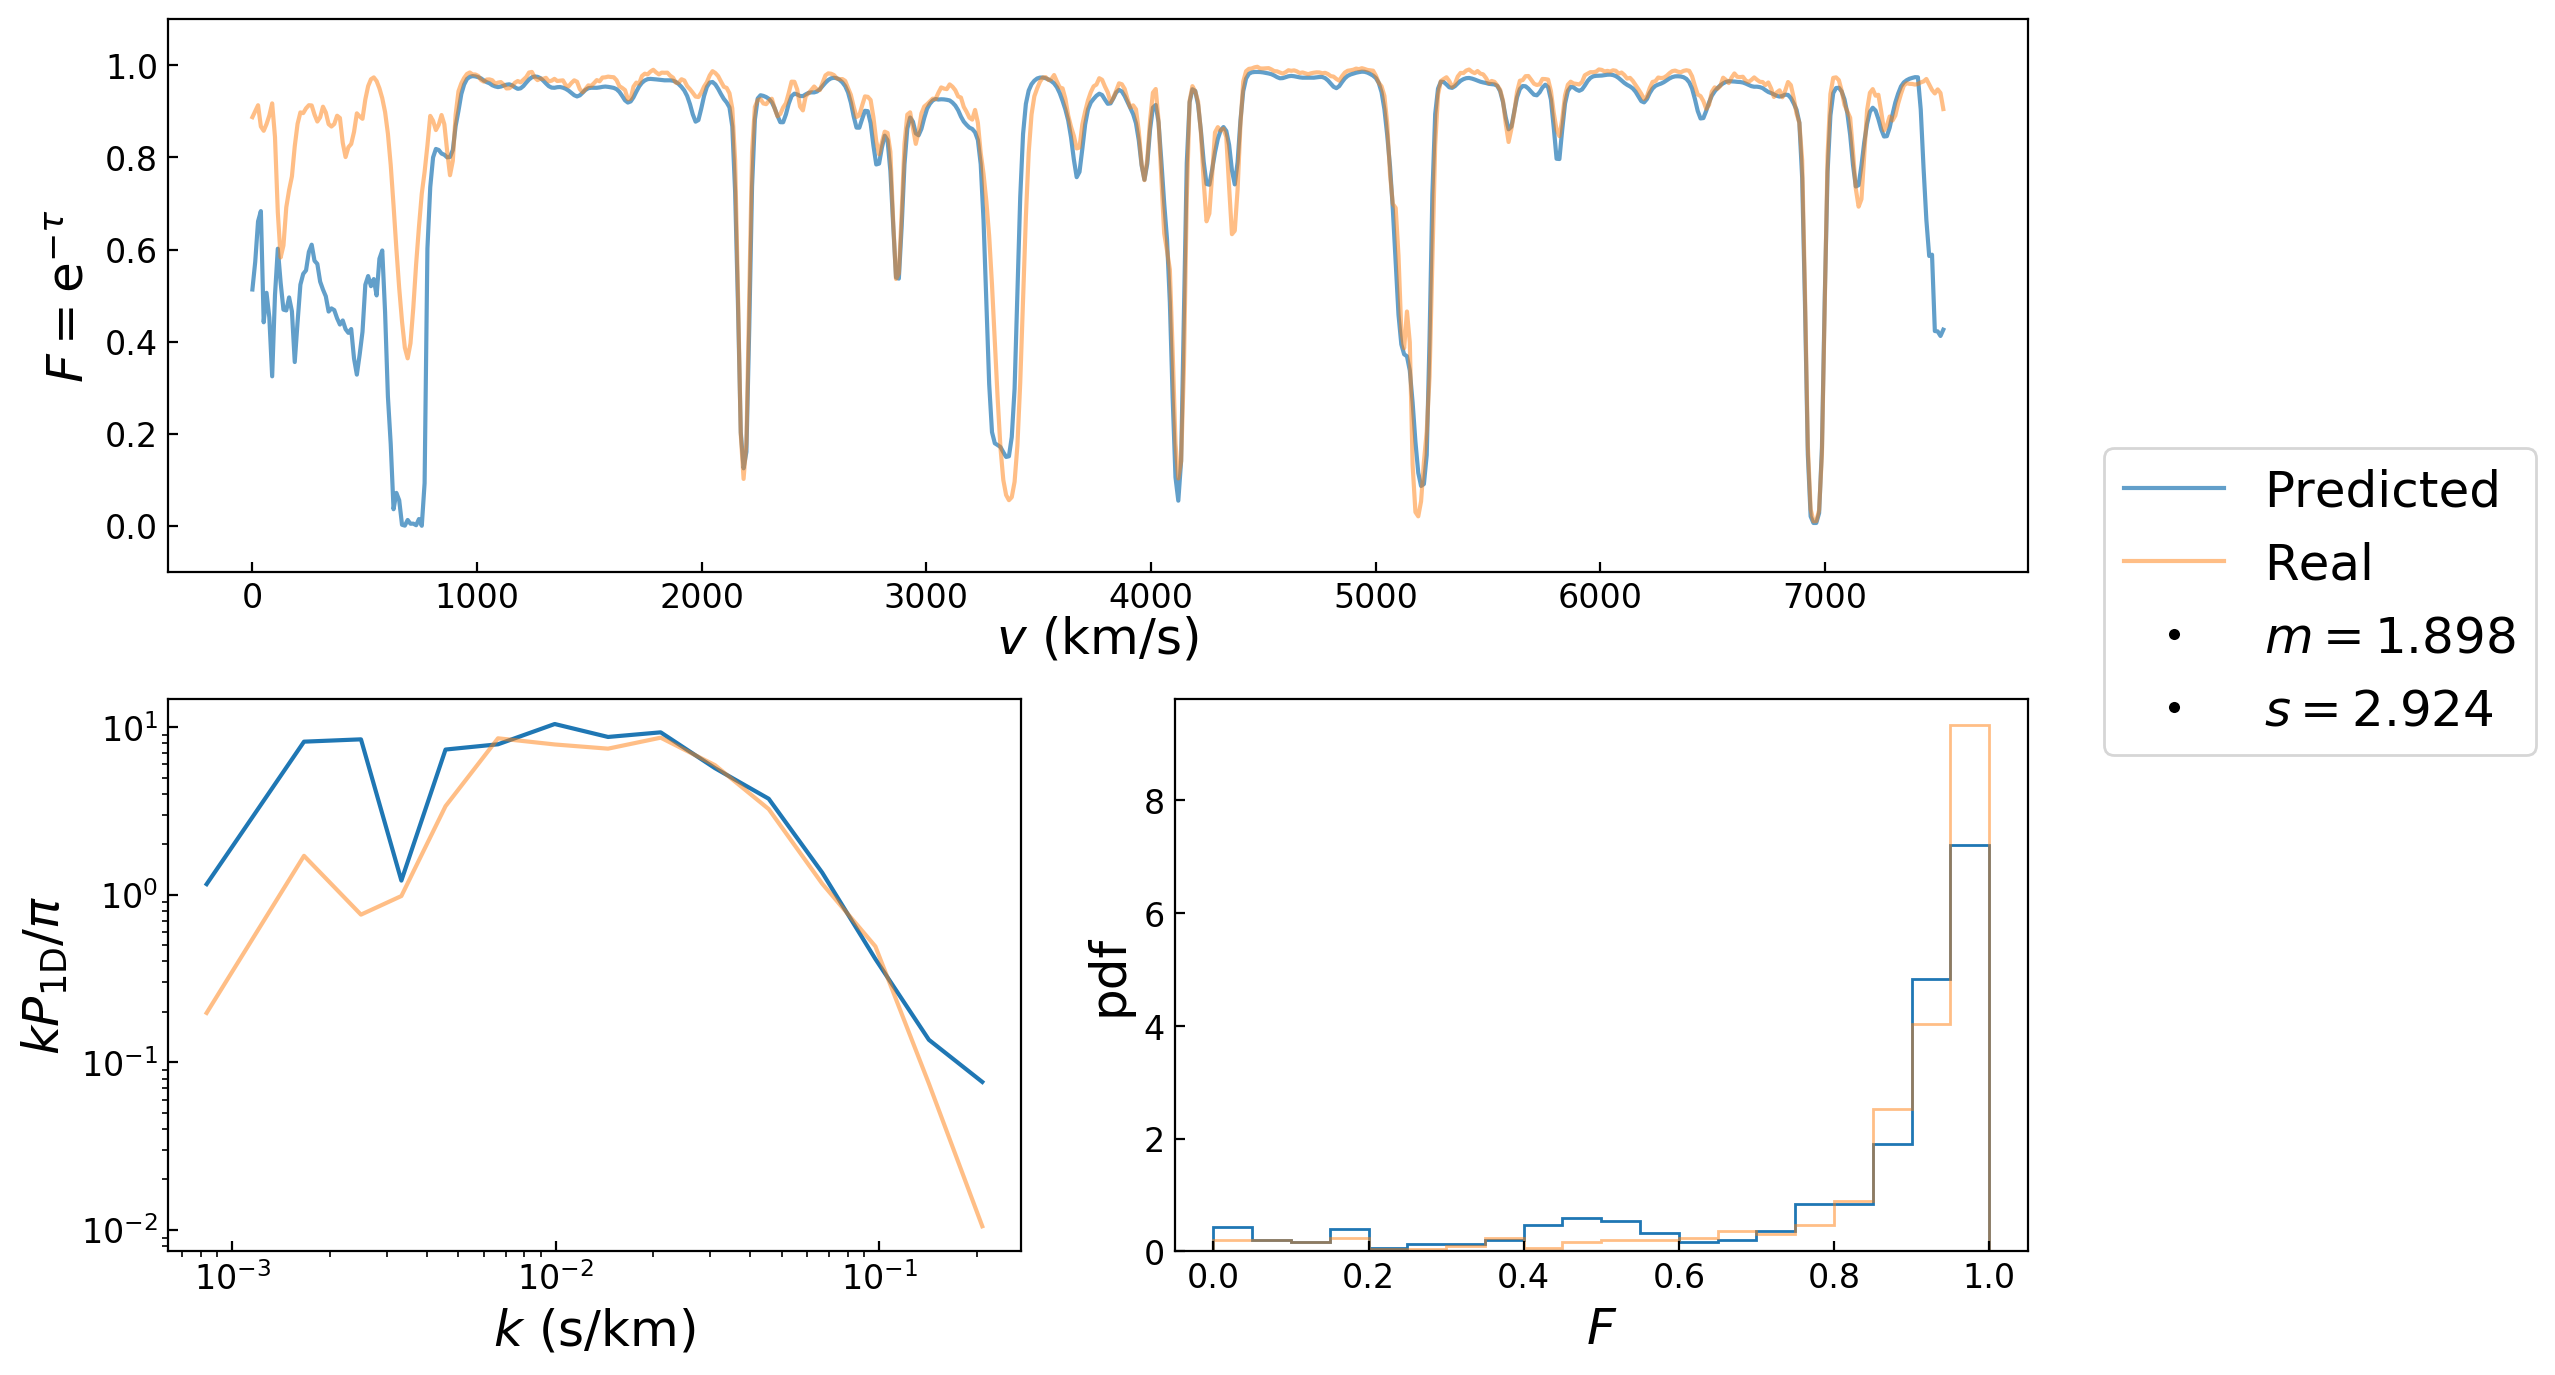 1.0
0.8
0.6
0.4
0.2
0.0
F = e^{−τ}
0 1000 2000 3000 4000 5000 6000 7000
v (km/s)
Predicted
Real
m = 1.898
s = 2.924
10^1
10^0
10^{−1}
10^{−2}
kP_{1D}/π
10^{−3} 10^{−2} 10^{−1}
k (s/km)
8
6
4
2
0
pdf
0.0 0.2 0.4 0.6 0.8 1.0
F